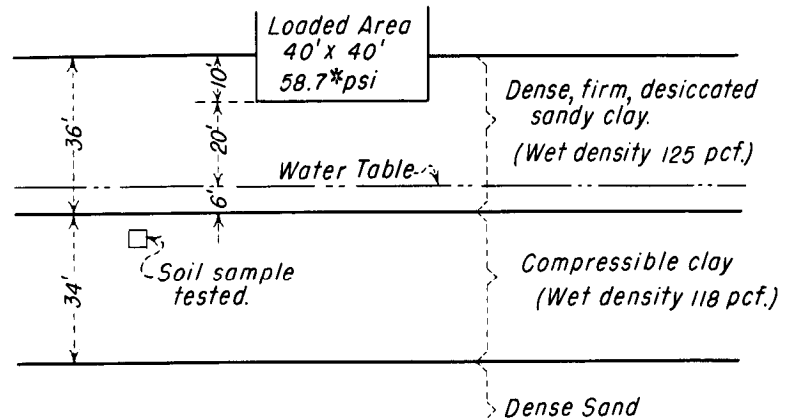 Loaded Area
40' x 40'
58.7*psi
10'
36'
20'
Water Table
6'
Dense, firm, desiccated
sandy clay.
(Wet density 125 pcf.)
34'
Soil sample
tested.
Compressible clay
(Wet density 118 pcf.)
Dense Sand